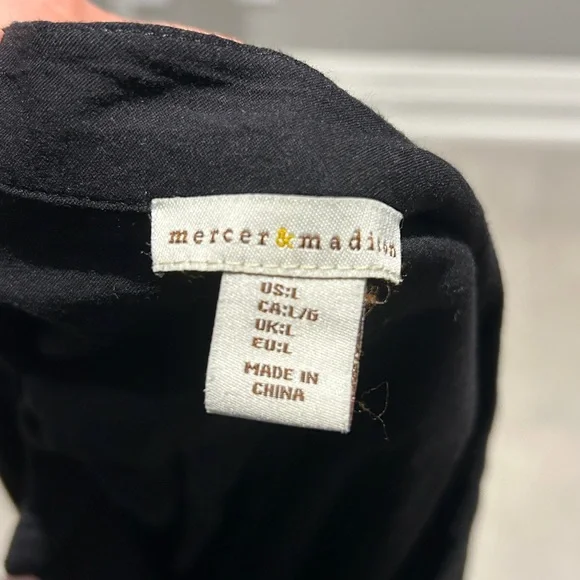 mercer&madison
US:L
CA:L/G
UK:L
EU:L
MADE IN
CHINA